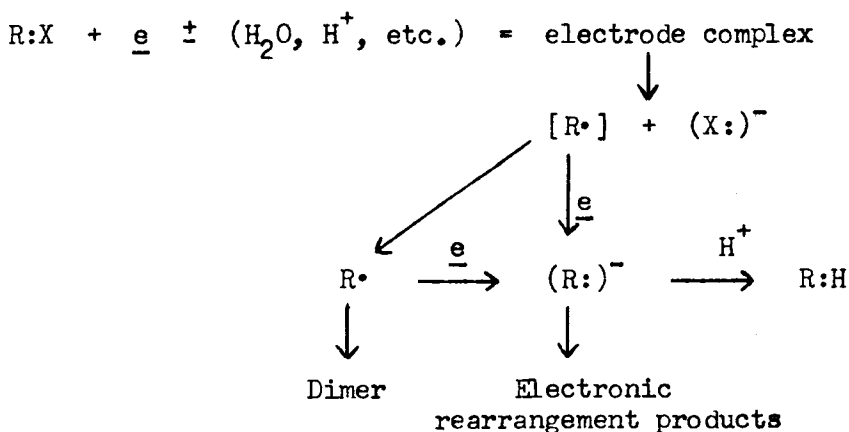 R:X + e ± (H₂O, H⁺, etc.) = electrode complex
[R•] + (X:)⁻
e
R• e (R:)⁻ H⁺ R:H
Dimer Electronic
rearrangement products